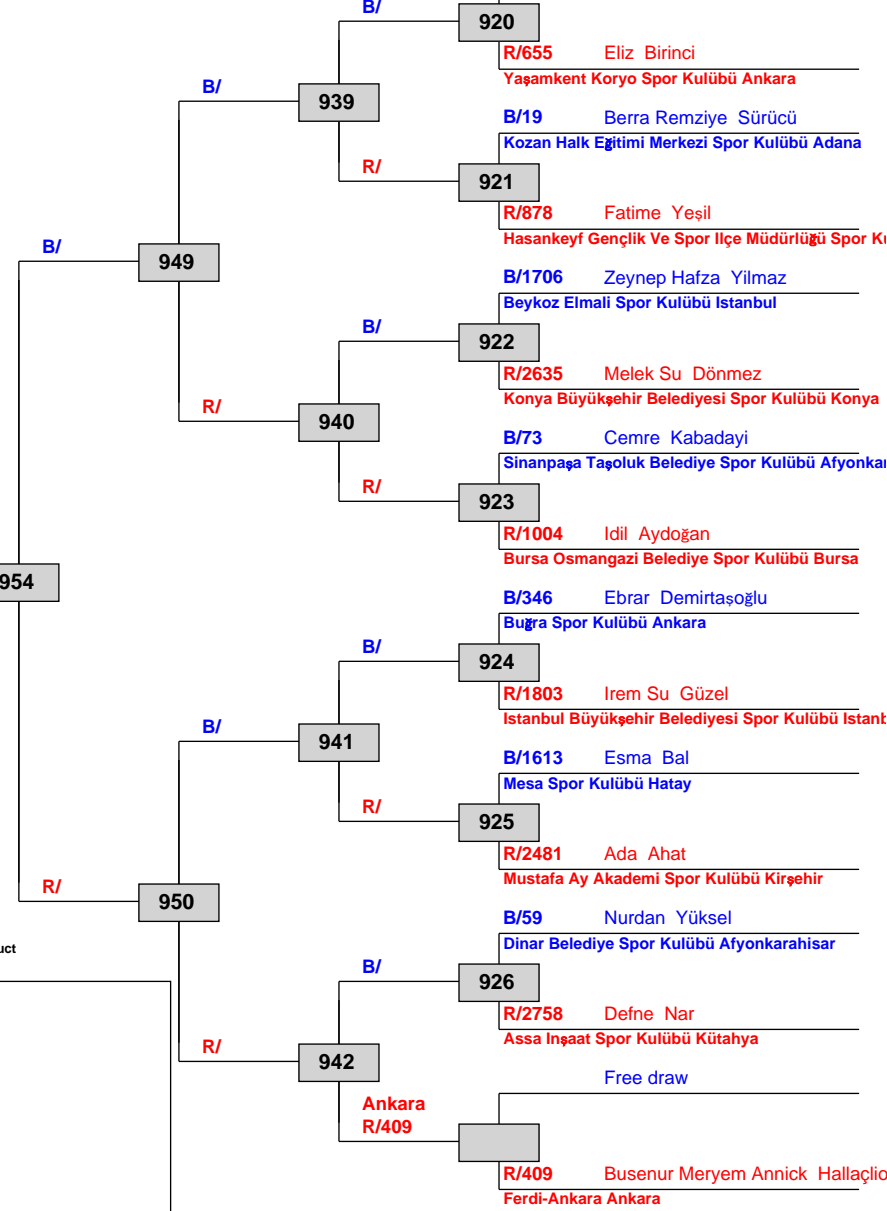 B/
920
R/655 Eliz Birinci
Yaşamkent Koryo Spor Kulübü Ankara
B/
939
B/19 Berra Remziye Sürücü
Kozan Halk Eğitimi Merkezi Spor Kulübü Adana
R/
921
R/878 Fatime Yeşil
Hasankeyf Gençlik Ve Spor Ilçe Müdürlüğü Spor
B/
949
B/1706 Zeynep Hafza Yilmaz
Beykoz Elmali Spor Kulübü Istanbul
B/
922
R/2635 Melek Su Dönmez
Konya Büyükşehir Belediyesi Spor Kulübü Konya
R/
940
B/73 Cemre Kabadayi
Sinanpaşa Taşoluk Belediye Spor Kulübü
R/
923
R/1004 Idil Aydoğan
Bursa Osmangazi Belediye Spor Kulübü Bursa
954
B/346 Ebrar Demirtaşoğlu
Buğra Spor Kulübü Ankara
B/
924
R/1803 Irem Su Güzel
Istanbul Büyükşehir Belediyesi Spor Kulübü
B/
941
B/1613 Esma Bal
Mesa Spor Kulübü Hatay
R/
925
R/2481 Ada Ahat
Mustafa Ay Akademi Spor Kulübü Kirşehir
R/
950
B/59 Nurdan Yüksel
Dinar Belediye Spor Kulübü Afyonkarahisar
B/
926
R/2758 Defne Nar
Assa Inşaat Spor Kulübü Kütahya
R/
942
Free draw
Ankara
R/409
R/409 Busenur Meryem Annick
Ferdi-Ankara Ankara